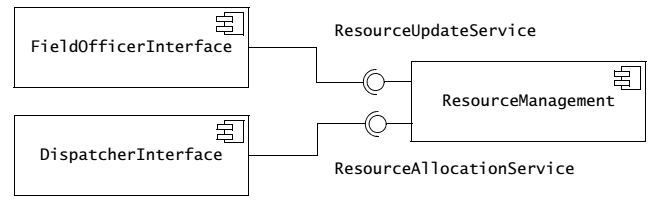 ResourceUpdateService
FieldOfficerInterface
ResourceManagement
DispatcherInterface
ResourceAllocationService